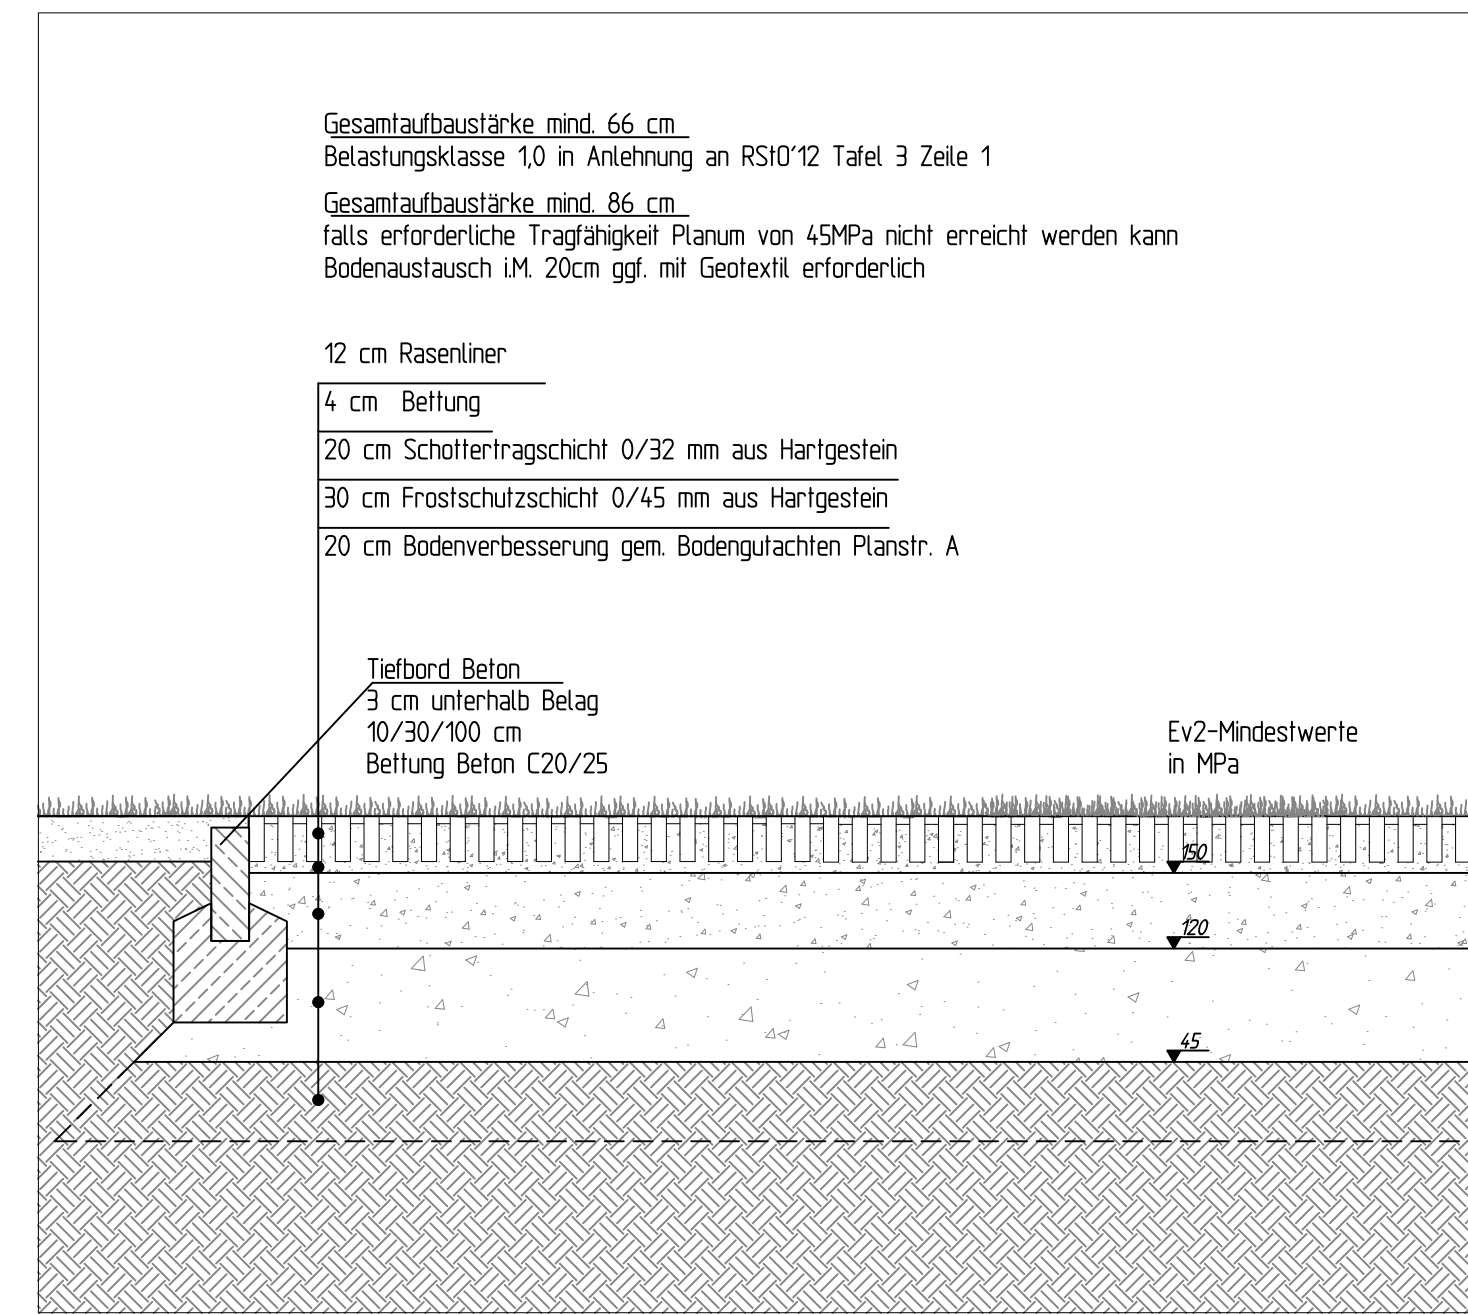 Gesamtaufbaustärke mind. 66 cm
Belastungsklasse 1,0 in Anlehnung an RStO'12 Tafel 3 Zeile 1
Gesamtaufbaustärke mind. 86 cm
falls erforderliche Tragfähigkeit Planum von 45MPa nicht erreicht werden kann
Bodenaustausch i.M. 20cm ggf. mit Geotextil erforderlich
12 cm Rasenliner
4 cm Bettung
20 cm Schottertragschicht 0/32 mm aus Hartgestein
30 cm Frostschutzschicht 0/45 mm aus Hartgestein
20 cm Bodenverbesserung gem. Bodengutachten Planstr. A
Tiefbord Beton
3 cm unterhalb Belag
10/30/100 cm
Bettung Beton C20/25
Ev2-Mindestwerte
in MPa
150
120
45